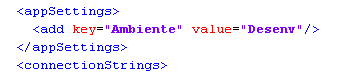 <appSettings>
<add key="Ambiente" value="Desenv"/>
</appSettings>
<connectionStrings>